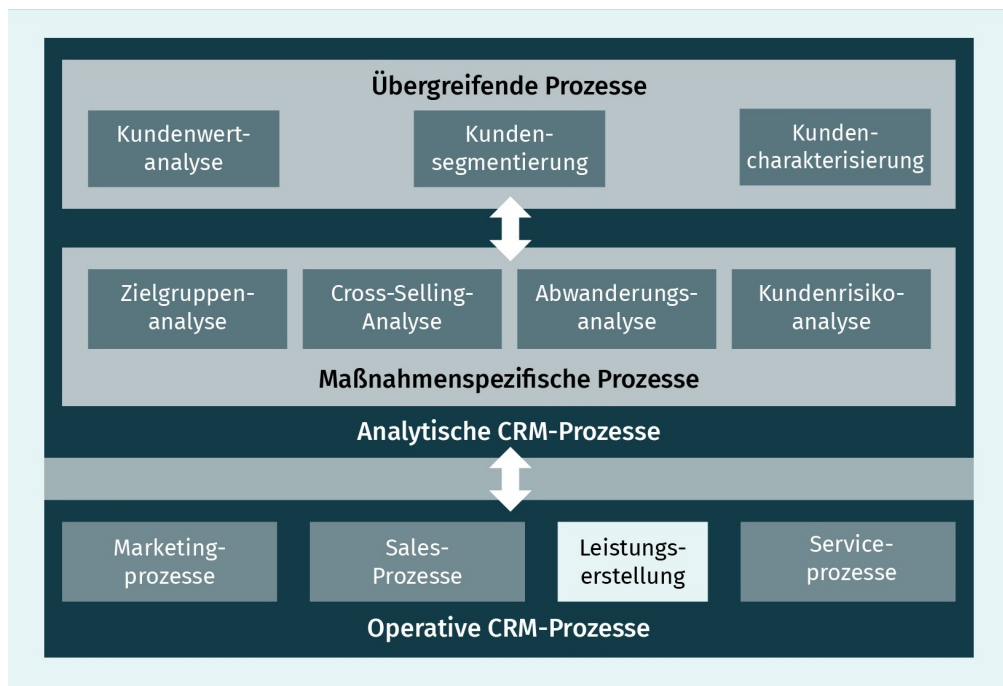 Übergreifende Prozesse
Kundenwert-
analyse
Kunden-
segmentierung
Kunden-
charakterisierung
Zielgruppen-
analyse
Cross-Selling-
Analyse
Abwanderungs-
analyse
Kundenrisiko-
analyse
Maßnahmenspezifische Prozesse
Analytische CRM-Prozesse
Marketing-
prozesse
Sales-
Prozesse
Leistungs-
erstellung
Service-
prozesse
Operative CRM-Prozesse